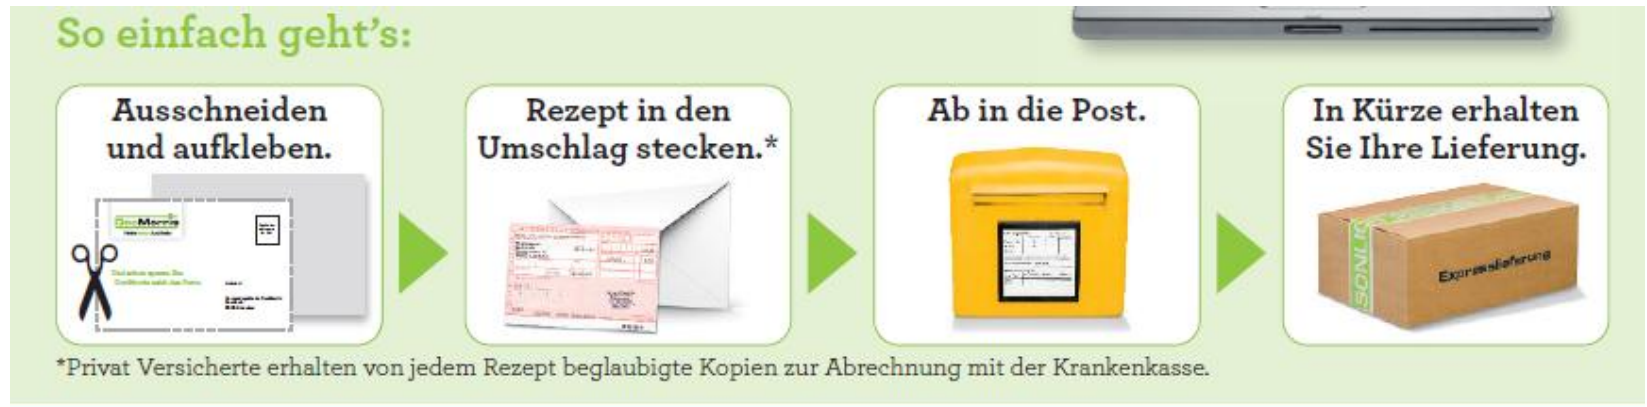 So einfach geht's:
Ausschneiden
und aufkleben.
DocMorris
Rezept in den
Umschlag stecken.*
Ab in die Post.
In Kürze erhalten
Sie Ihre Lieferung.
Expresslieferung
*Privat Versicherte erhalten von jedem Rezept beglaubigte Kopien zur Abrechnung mit der Krankenkasse.